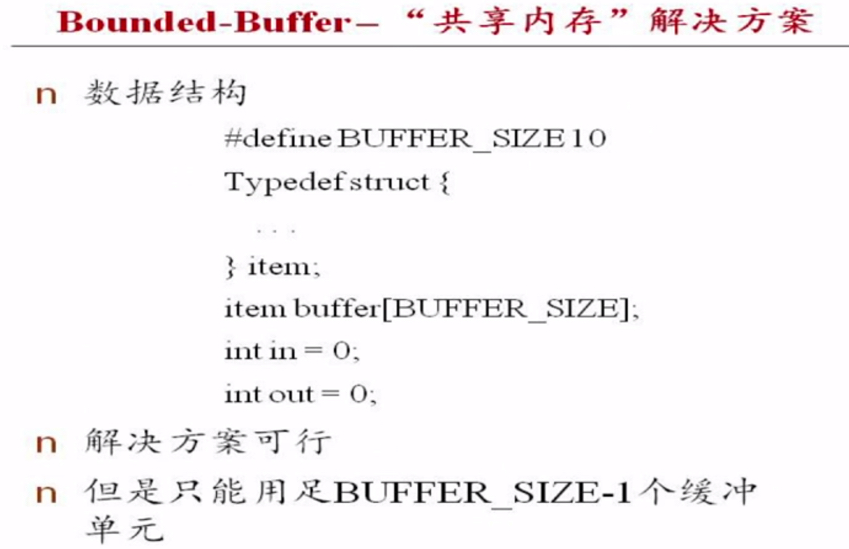 Bounded-Buffer– “共享内存”解决方案
n 数据结构
#define BUFFER_SIZE 10
Typedef struct {
. . .
} item;
item buffer[BUFFER_SIZE];
int in = 0;
int out = 0;
n 解决方案可行
n 但是只能用足BUFFER_SIZE-1个缓冲
单元